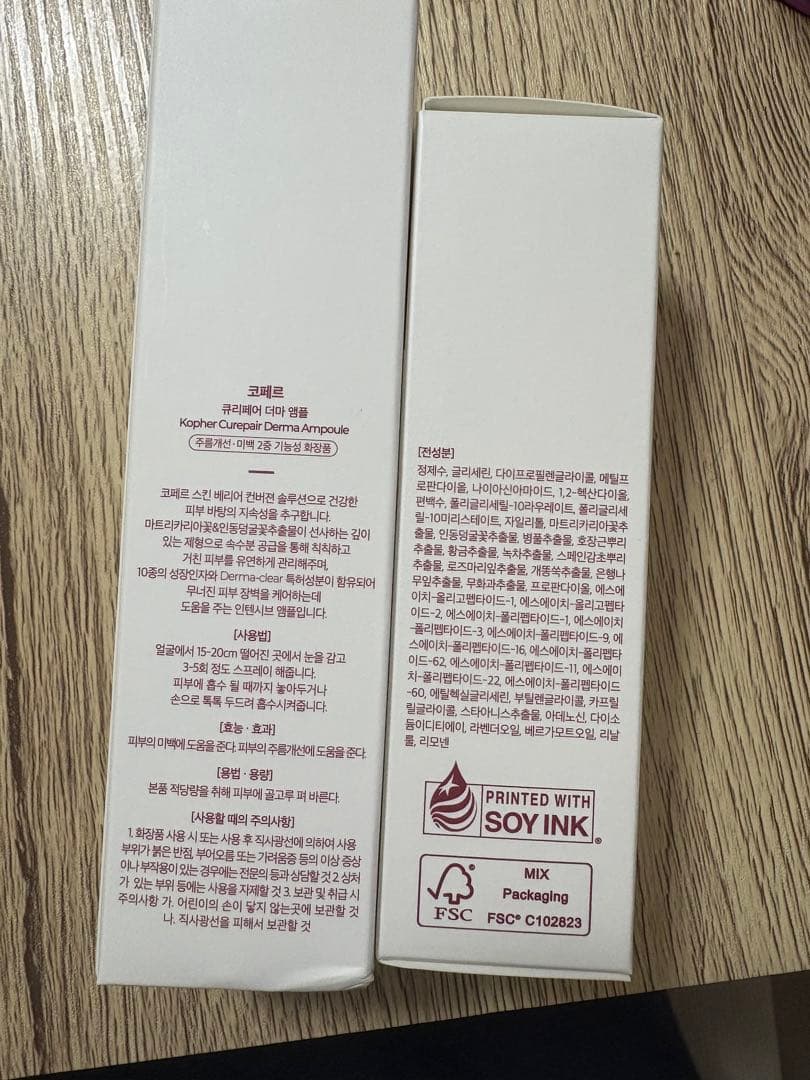 코페르
큐리페어 더마 앰플
Kopher Curepair Derma Ampoule
주름개선·미백 2중 기능성 화장품
코페르 스킨 베리어 컨버젼 솔루션으로 건강한
피부 바탕의 지속성을 추구합니다.
마트리카리아꽃&인동덩굴꽃추출물이 선사하는 깊이
있는 제형으로 속수분 공급을 통해 칙칙하고
거친 피부를 유연하게 관리해주며,
10종의 성장인자와 Derma-clear 특허성분이 함유되어
무너진 피부 장벽을 케어하는데
도움을 주는 인텐시브 앰플입니다.
[사용법]
얼굴에서 15-20cm 떨어진 곳에서 눈을 감고
3-5회 정도 스프레이 해줍니다.
피부에 흡수 될 때까지 놓아두거나
손으로 톡톡 두드려 흡수시켜줍니다.
[효능·효과]
피부의 미백에 도움을 준다. 피부의 주름개선에 도움을 준다.
[용법·용량]
본품 적당량을 취해 피부에 골고루 펴 바른다.
[사용할 때의 주의사항]
1. 화장품 사용 시 또는 사용 후 직사광선에 의하여 사용
부위가 붉은 반점, 부어오름 또는 가려움증 등의 이상 증상
이나 부작용이 있는 경우에는 전문의 등과 상담할 것 2. 상처
가 있는 부위 등에는 사용을 자제할 것 3. 보관 및 취급 시
주의사항 가. 어린이의 손이 닿지 않는곳에 보관할 것
나. 직사광선을 피해서 보관할 것
[전성분]
정제수, 글리세린, 다이프로필렌글라이콜, 메틸프
로판다이올, 나이아신아마이드, 1,2-헥산다이올,
편백수, 폴리글리세릴-10라우레이트, 폴리글리세
릴-10미리스테이트, 자일리톨, 마트리카리아꽃추
출물, 인동덩굴꽃추출물, 병풀추출물, 호장근뿌리
추출물, 황금추출물, 녹차추출물, 스페인감초뿌리
추출물, 로즈마리잎추출물, 개똥쑥추출물, 은행나
무잎추출물, 무화과추출물, 프로판다이올, 에스에
이치-올리고펩타이드-1, 에스에이치-올리고펩타이
드-2, 에스에이치-폴리펩타이드-1, 에스에이치
-폴리펩타이드-3, 에스에이치-폴리펩타이드-9, 에
스에이치-폴리펩타이드-16, 에스에이치-폴리펩타
이드-62, 에스에이치-폴리펩타이드-11, 에스에이
치-폴리펩타이드-22, 에스에이치-폴리펩타이드
-60, 에틸헥실글리세린, 부틸렌글라이콜, 카프릴
릴글라이콜, 스타아니스추출물, 아데노신, 다이소
듐이디티에이, 라벤더오일, 베르가모트오일, 리날
룰, 리모넨
PRINTED WITH
SOY INK®
MIX
Packaging
FSC
FSC® C102823